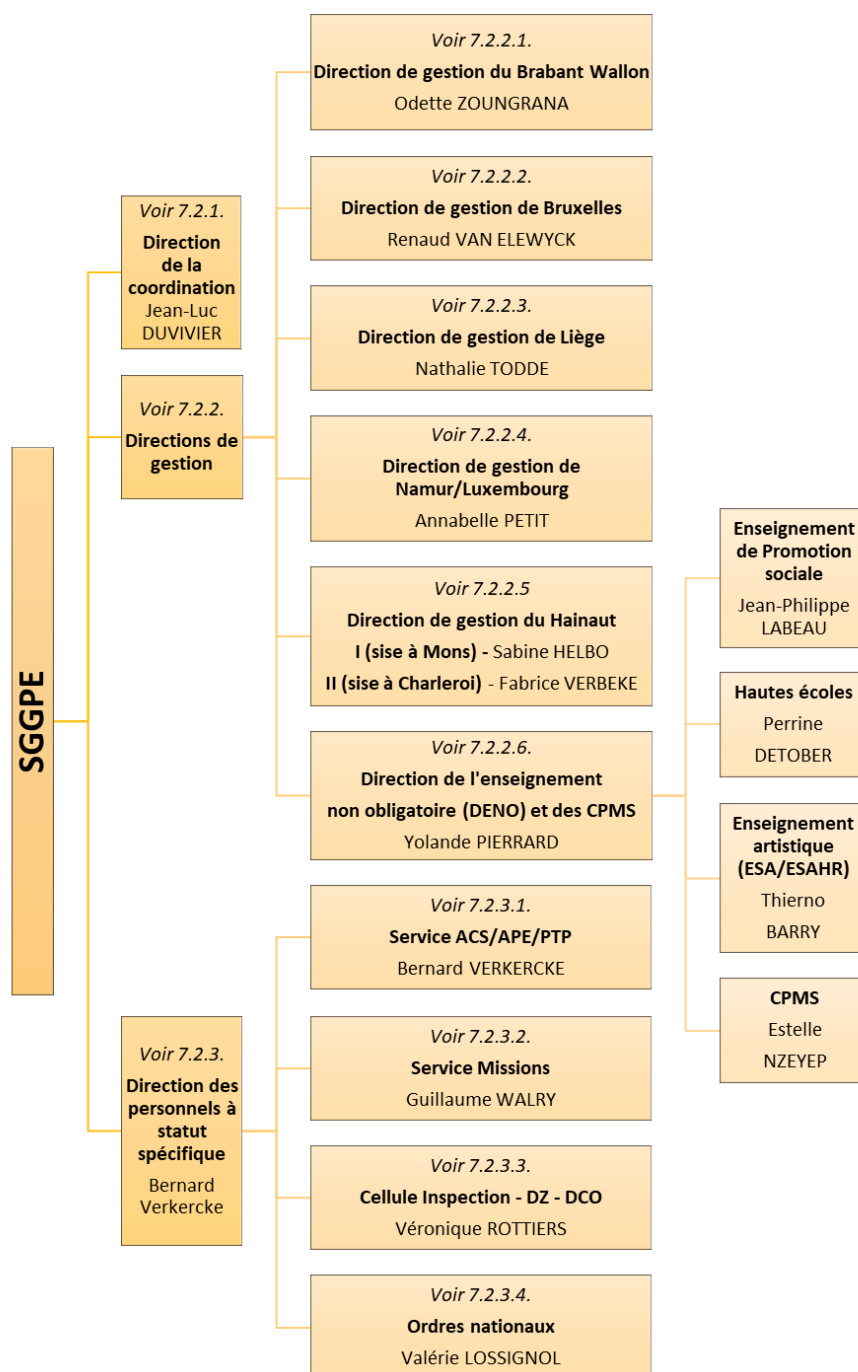 SGGPE
Voir 7.2.1.
Direction
de la
coordination
Jean-Luc
DUVIVIER
Voir 7.2.2.
Directions de
gestion
Voir 7.2.2.1.
Direction de gestion du Brabant Wallon
Odette ZOUNGRANA
Voir 7.2.2.2.
Direction de gestion de Bruxelles
Renaud VAN ELEWYCK
Voir 7.2.2.3.
Direction de gestion de Liège
Nathalie TODDE
Voir 7.2.2.4.
Direction de gestion de
Namur/Luxembourg
Annabelle PETIT
Voir 7.2.2.5
Direction de gestion du Hainaut
I (sise à Mons) - Sabine HELBO
II (sise à Charleroi) - Fabrice VERBEKE
Voir 7.2.2.6.
Direction de l'enseignement
non obligatoire (DENO) et des CPMS
Yolande PIERRARD
Enseignement
de Promotion
sociale
Jean-Philippe
LABEAU
Hautes écoles
Perrine
DETOBER
Enseignement
artistique
(ESA/ESAHR)
Thierno
BARRY
CPMS
Estelle
NZEYEP
Voir 7.2.3.
Direction des
personnels à
statut
spécifique
Bernard
Verkercke
Voir 7.2.3.1.
Service ACS/APE/PTP
Bernard VERKERCKE
Voir 7.2.3.2.
Service Missions
Guillaume WALRY
Voir 7.2.3.3.
Cellule Inspection - DZ - DCO
Véronique ROTTIERS
Voir 7.2.3.4.
Ordres nationaux
Valérie LOSSIGNOL